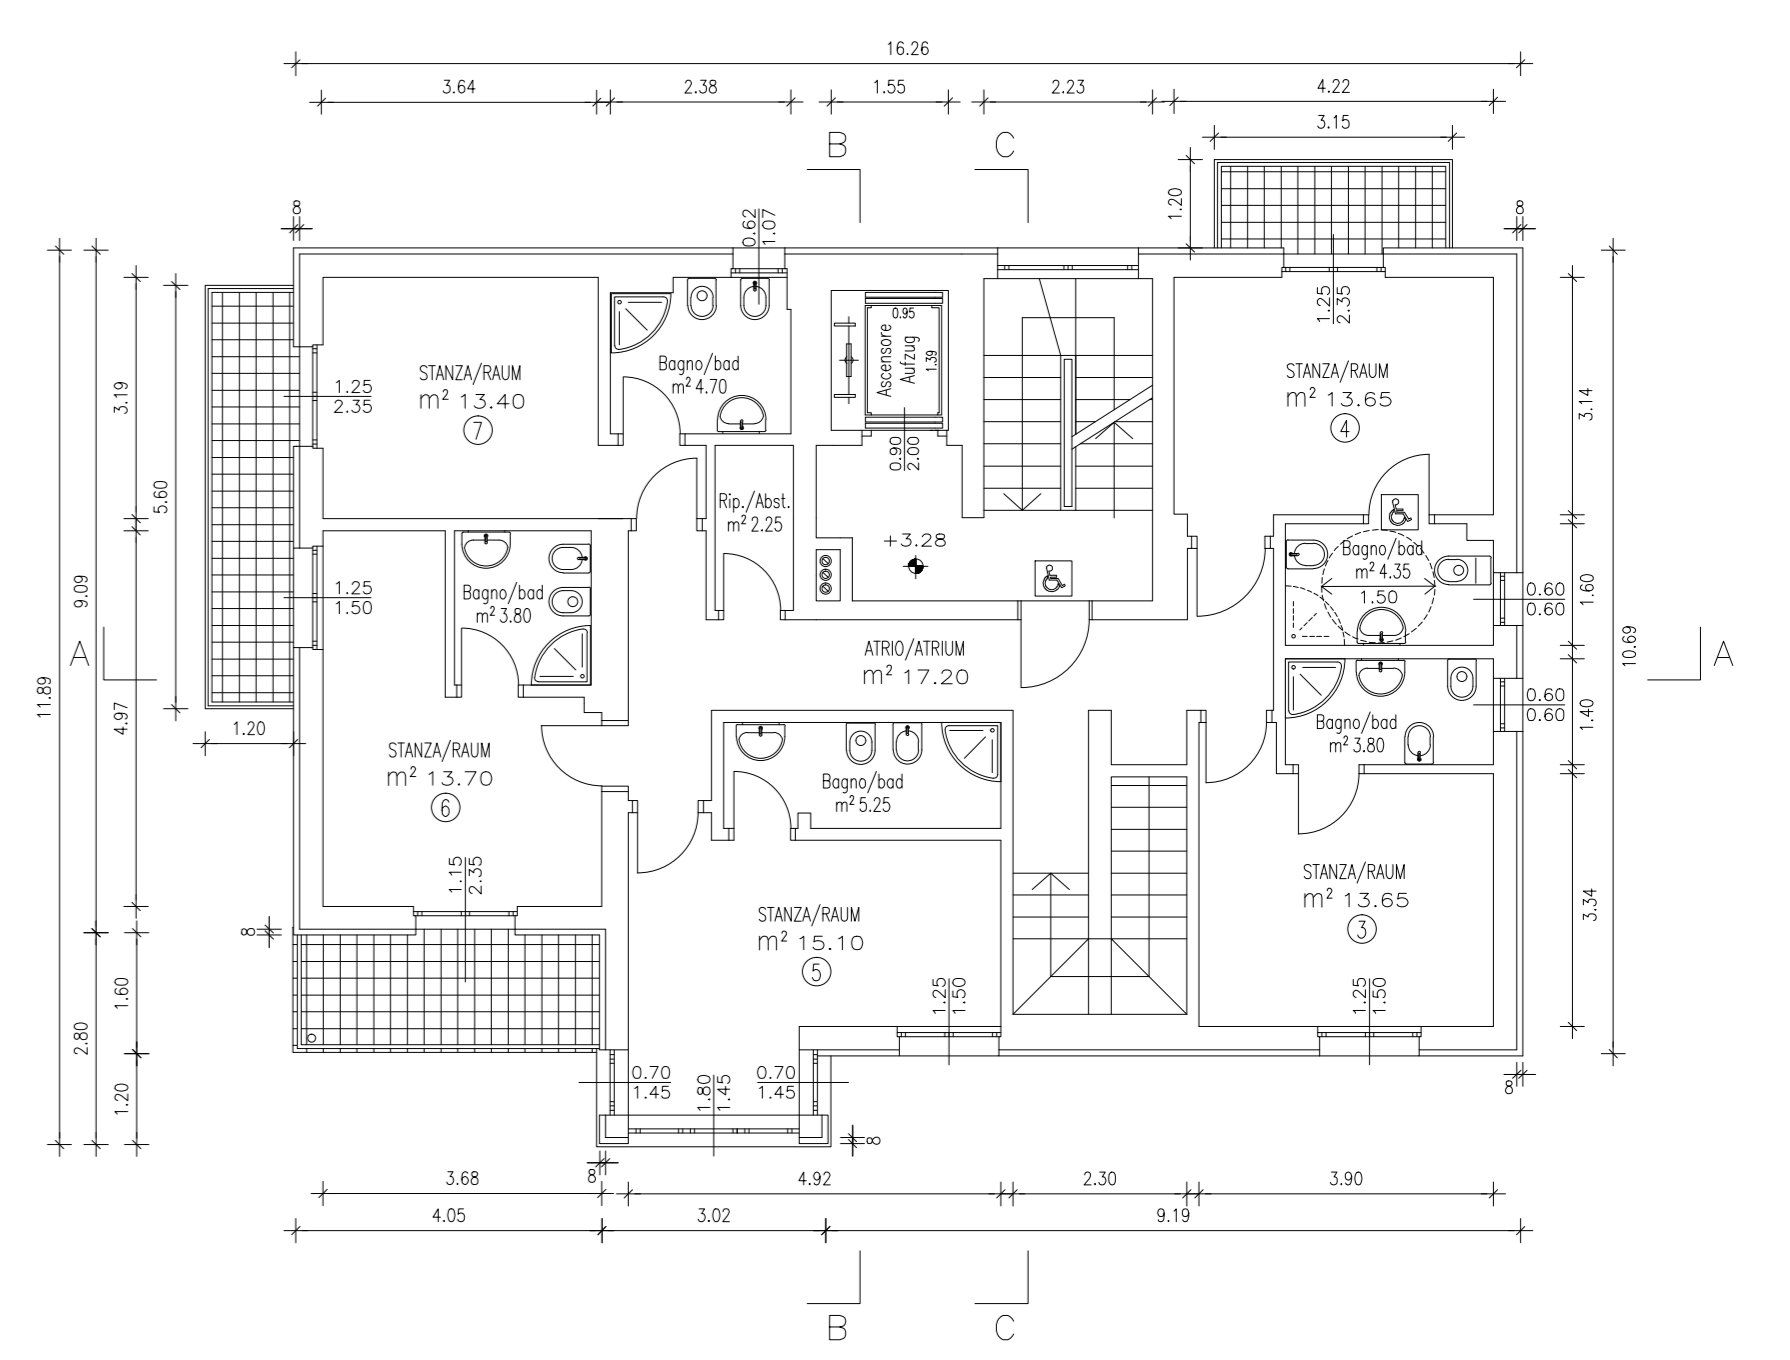 16.26
3.64
2.38
1.55
2.23
4.22
3.15
B
C
1.20
8
8
0.62
1.07
11.89
9.09
3.19
5.60
STANZA/RAUM
m² 13.40
7
1.25
2.35
Bagno/bad
m² 4.70
Ascensore
Aufzug
0.95
1.39
0.90
2.00
1.25
2.35
STANZA/RAUM
m² 13.65
4
3.14
Rip./Abst.
m² 2.25
+3.28
1.25
1.50
Bagno/bad
m² 3.80
Bagno/bad
m² 4.35
1.50
0.60
0.60
1.60
A
ATRIO/ATRIUM
m² 17.20
10.69
A
4.97
1.20
Bagno/bad
m² 3.80
0.60
0.60
1.40
STANZA/RAUM
m² 13.70
6
Bagno/bad
m² 5.25
1.15
2.35
STANZA/RAUM
m² 15.10
5
STANZA/RAUM
m² 13.65
3
3.34
8
1.60
2.80
1.25
1.50
1.25
1.50
1.20
0.70
1.45
1.80
1.45
0.70
1.45
8
8
8
3.68
4.92
2.30
3.90
4.05
3.02
9.19
B
C